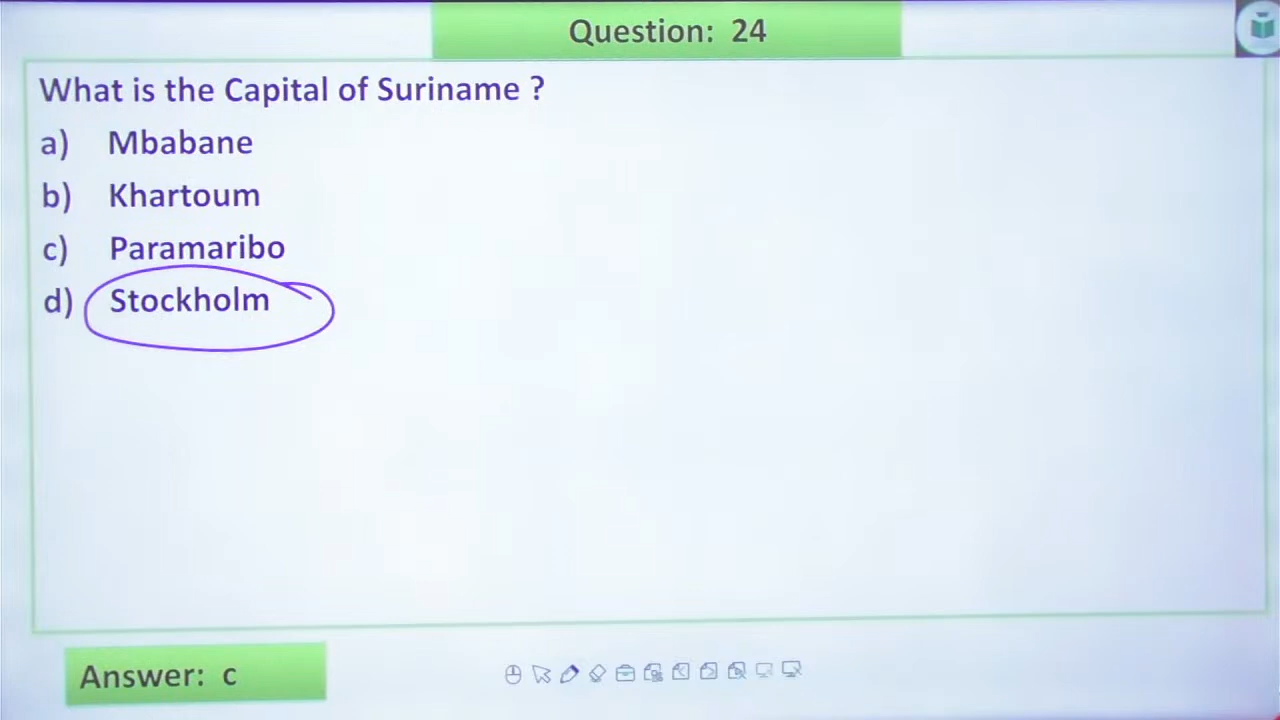 Question: 24
What is the Capital of Suriname ?
a) Mbabane
b) Khartoum
c) Paramaribo
d) Stockholm
Answer: c